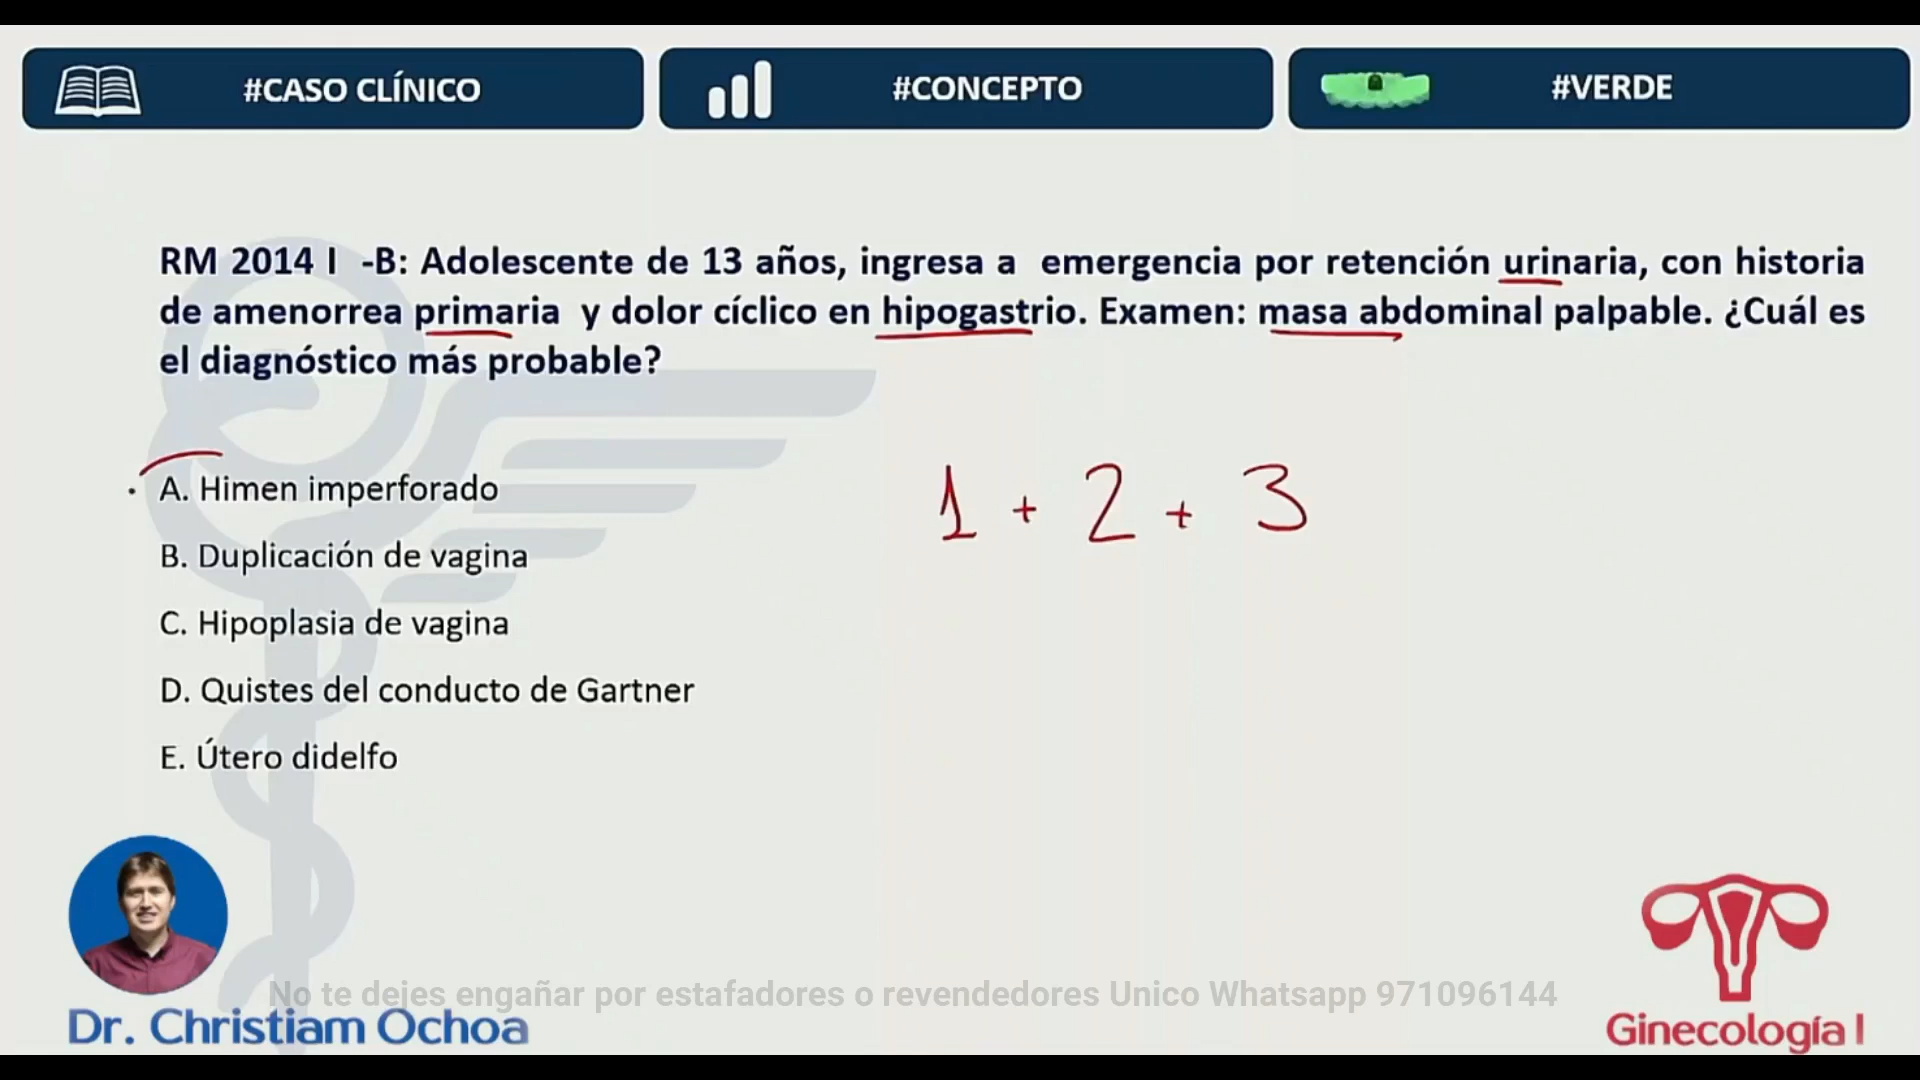 #CASO CLÍNICO
#CONCEPTO
#VERDE
RM 2014 I -B: Adolescente de 13 años, ingresa a emergencia por retención urinaria, con historia
de amenorrea primaria y dolor cíclico en hipogastrio. Examen: masa abdominal palpable. ¿Cuál es
el diagnóstico más probable?
A. Himen imperforado
1 + 2 + 3
B. Duplicación de vagina
C. Hipoplasia de vagina
D. Quistes del conducto de Gartner
E. Útero didelfo
No te dejes engañar por estafadores o revendedores Unico Whatsapp 971096144
Dr. Christiam Ochoa
Ginecología I